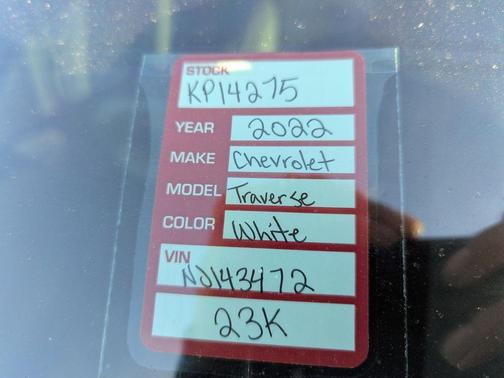 STOCK
KP14275
YEAR 2022
MAKE Chevrolet
MODEL Traverse
COLOR White
VIN
NJ143472
23K